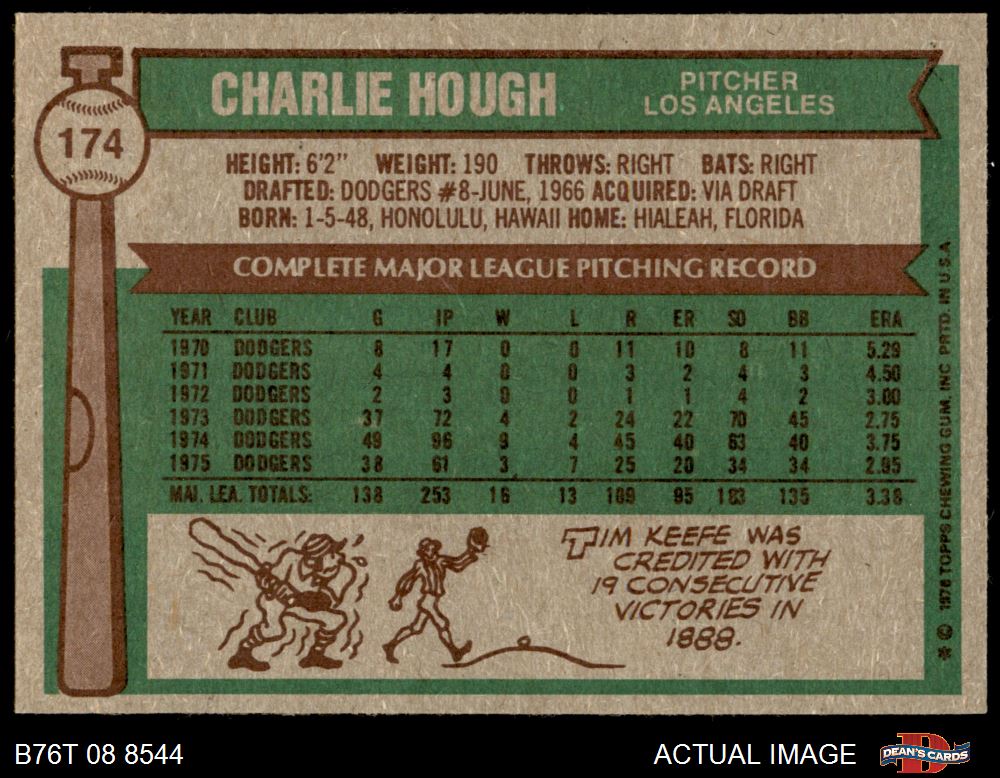 174
CHARLIE HOUGH
PITCHER
LOS ANGELES
HEIGHT: 6'2" WEIGHT: 190 THROWS: RIGHT BATS: RIGHT
DRAFTED: DODGERS #8-JUNE, 1966 ACQUIRED: VIA DRAFT
BORN: 1-5-48, HONOLULU, HAWAII HOME: HIALEAH, FLORIDA
COMPLETE MAJOR LEAGUE PITCHING RECORD
YEAR CLUB G IP W L R ER SO BB ERA
1970 DODGERS 8 17 0 0 11 10 8 11 5.29
1971 DODGERS 4 4 0 0 3 2 4 3 4.50
1972 DODGERS 2 3 0 0 1 1 4 2 3.00
1973 DODGERS 37 72 4 2 24 22 70 45 2.75
1974 DODGERS 49 96 9 4 45 40 63 40 3.75
1975 DODGERS 38 61 3 7 25 20 34 34 2.95
MAJ. LEA. TOTALS: 138 253 16 13 109 95 183 135 3.38
TIM KEEFE WAS
CREDITED WITH
19 CONSECUTIVE
VICTORIES IN
1888.
* © 1976 TOPPS CHEWING GUM, INC PRTD. IN U.S.A
B76T 08 8544
ACTUAL IMAGE
D
DEAN'S CARDS